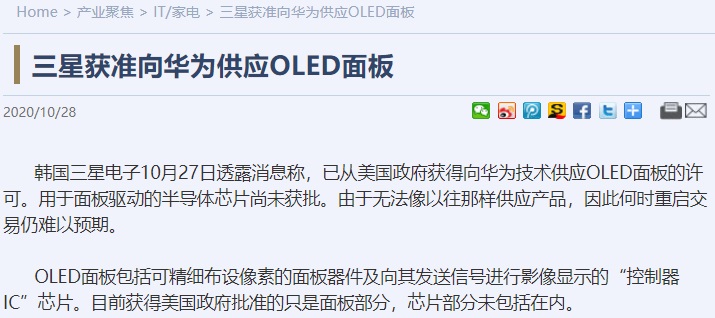 Home > 产业聚焦 > IT/家电 > 三星获准向华为供应OLED面板
三星获准向华为供应OLED面板
2020/10/28
韩国三星电子10月27日透露消息称，已从美国政府获得向华为技术供应OLED面板的许
可。用于面板驱动的半导体芯片尚未获批。由于无法像以往那样供应产品，因此何时重启交
易仍难以预期。
OLED面板包括可精细布设像素的面板器件及向其发送信号进行影像显示的“控制器
IC”芯片。目前获得美国政府批准的只是面板部分，芯片部分未包括在内。